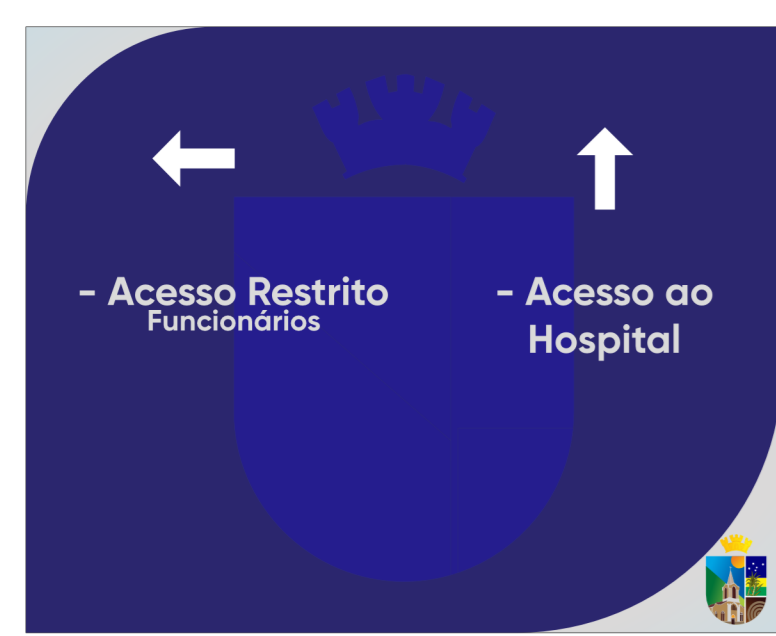 - Acesso Restrito
Funcionários
- Acesso ao
Hospital